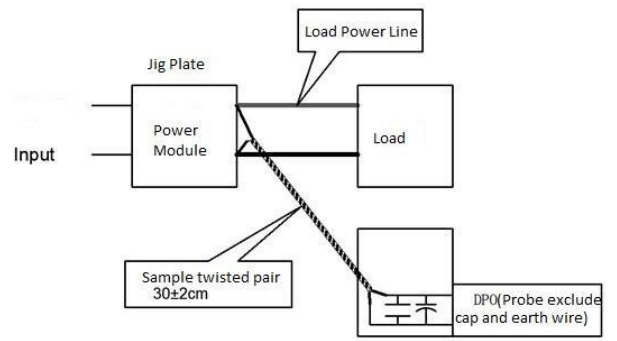 Load Power Line
Jig Plate
Power
Module
Load
Input
Sample twisted pair
30±2cm
DPO(Probe exclude
cap and earth wire)